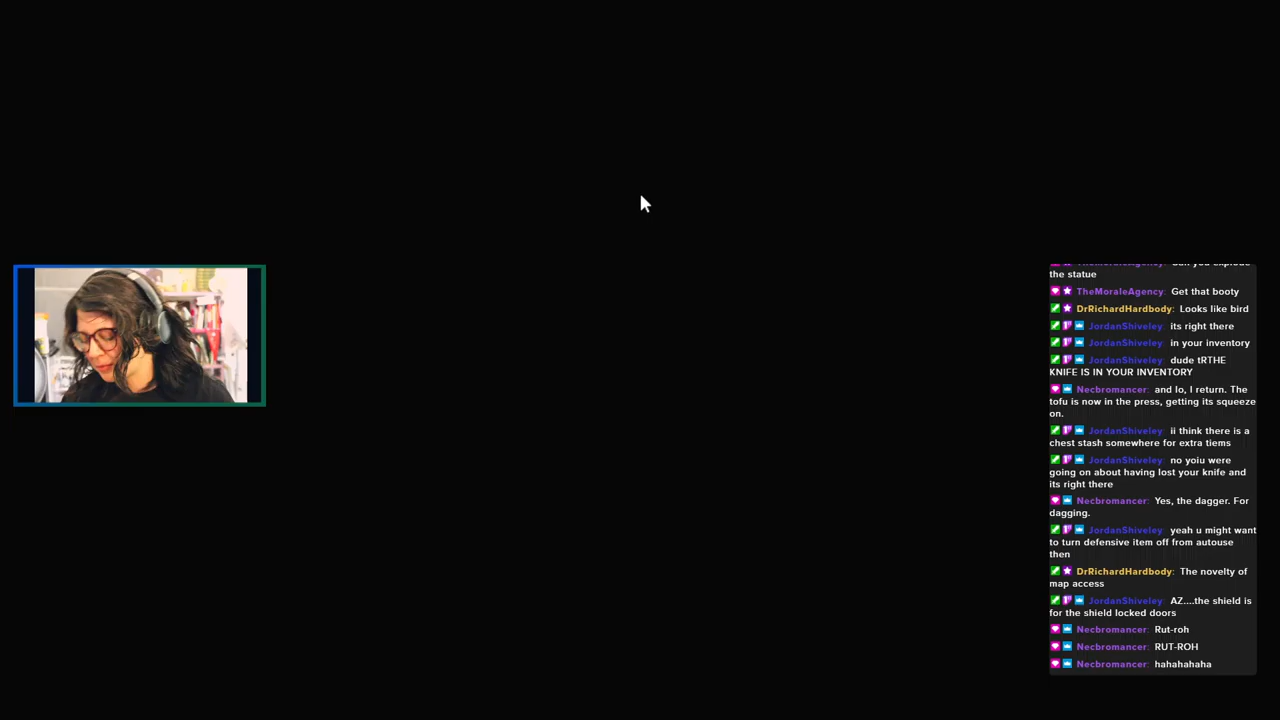 the statue
TheMoraleAgency: Get that booty
DrRichardHardbody: Looks like bird
JordanShiveley: its right there
JordanShiveley: in your inventory
JordanShiveley: dude tRTHE
KNIFE IS IN YOUR INVENTORY
Necbromancer: and lo, I return. The
tofu is now in the press, getting its squeeze
on.
JordanShiveley: ii think there is a
chest stash somewhere for extra tiems
JordanShiveley: no yoiu were
going on about having lost your knife and
its right there
Necbromancer: Yes, the dagger. For
dagging.
JordanShiveley: yeah u might want
to turn defensive item off from autouse
then
DrRichardHardbody: The novelty of
map access
JordanShiveley: AZ....the shield is
for the shield locked doors
Necbromancer: Rut-roh
Necbromancer: RUT-ROH
Necbromancer: hahahahaha